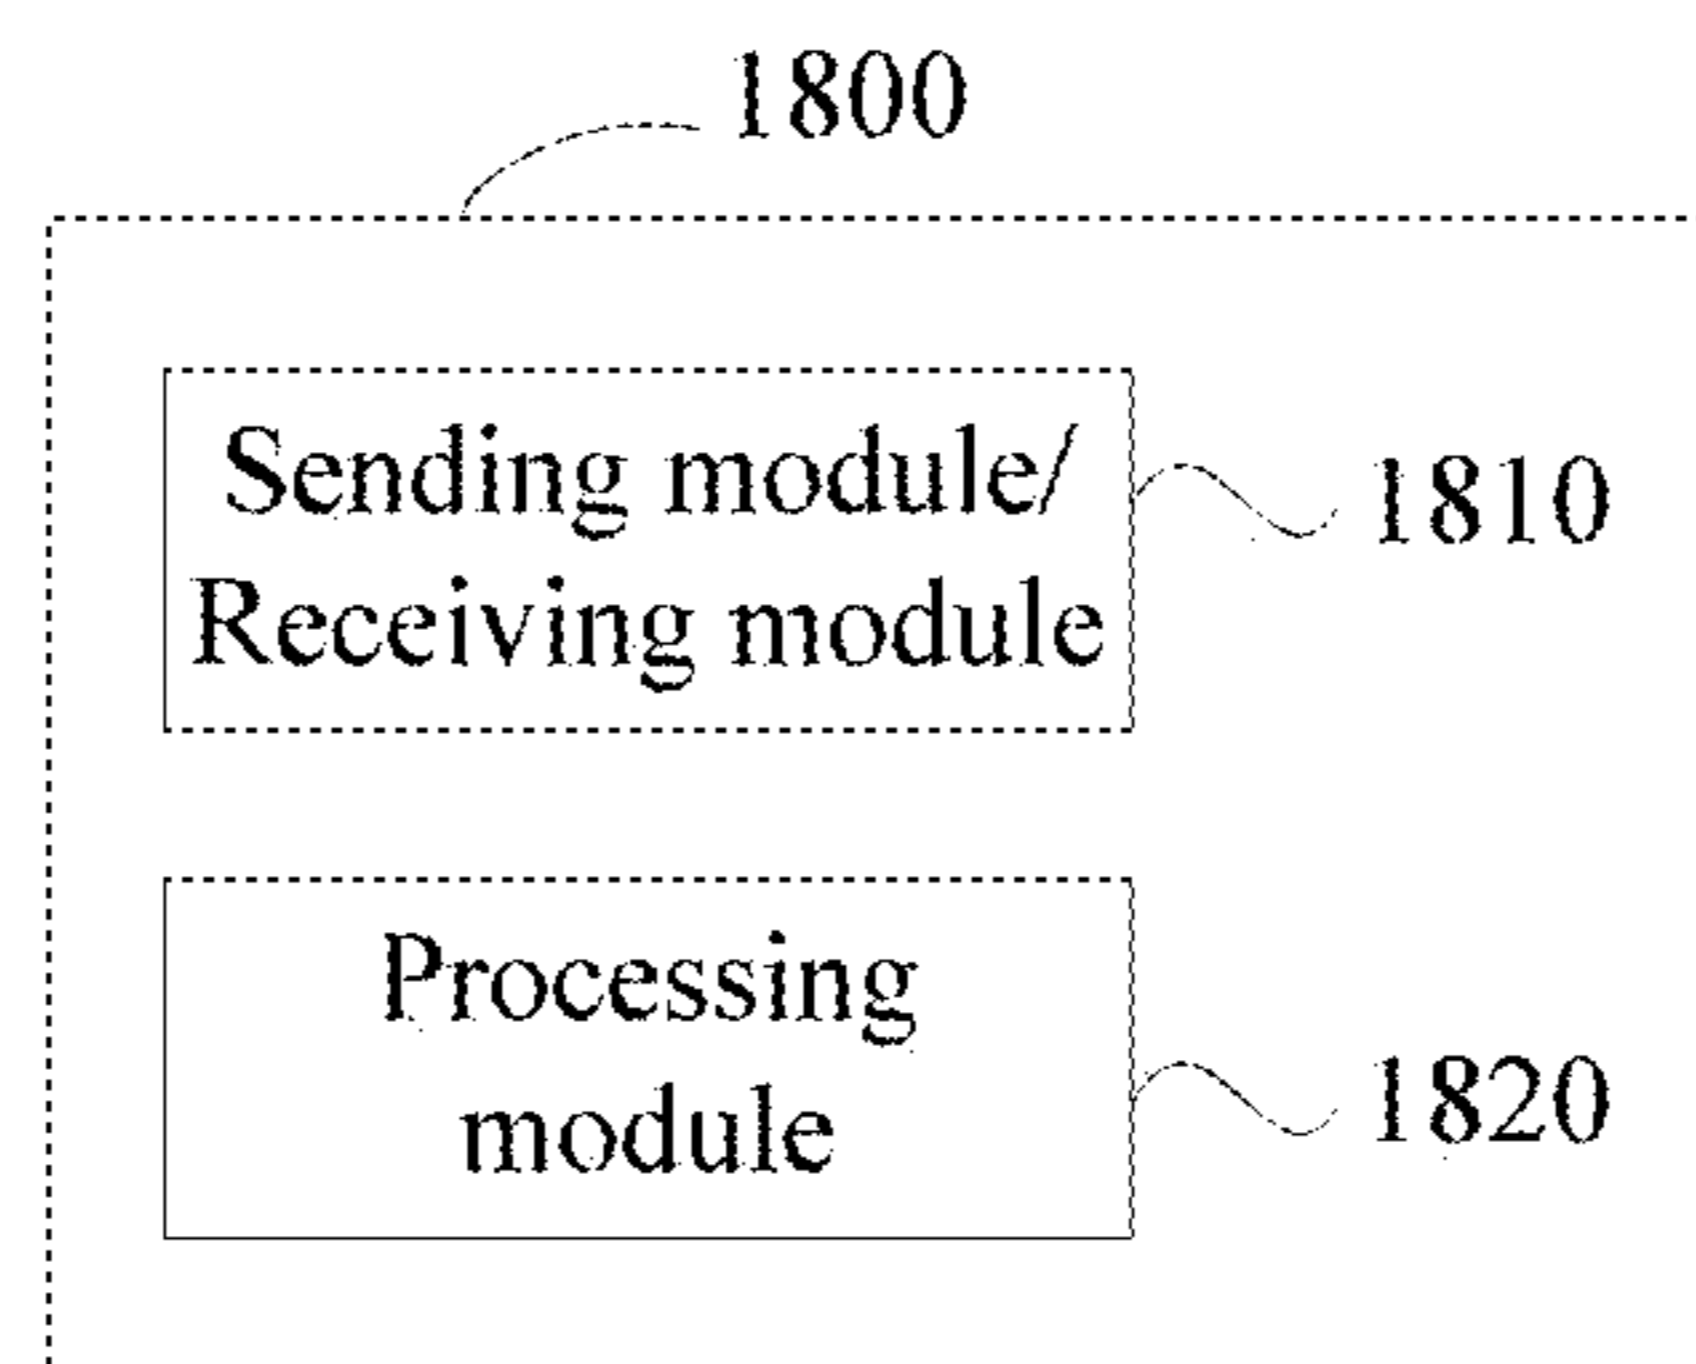 1800
Sending module/
Receiving module
1810
Processing
module
1820